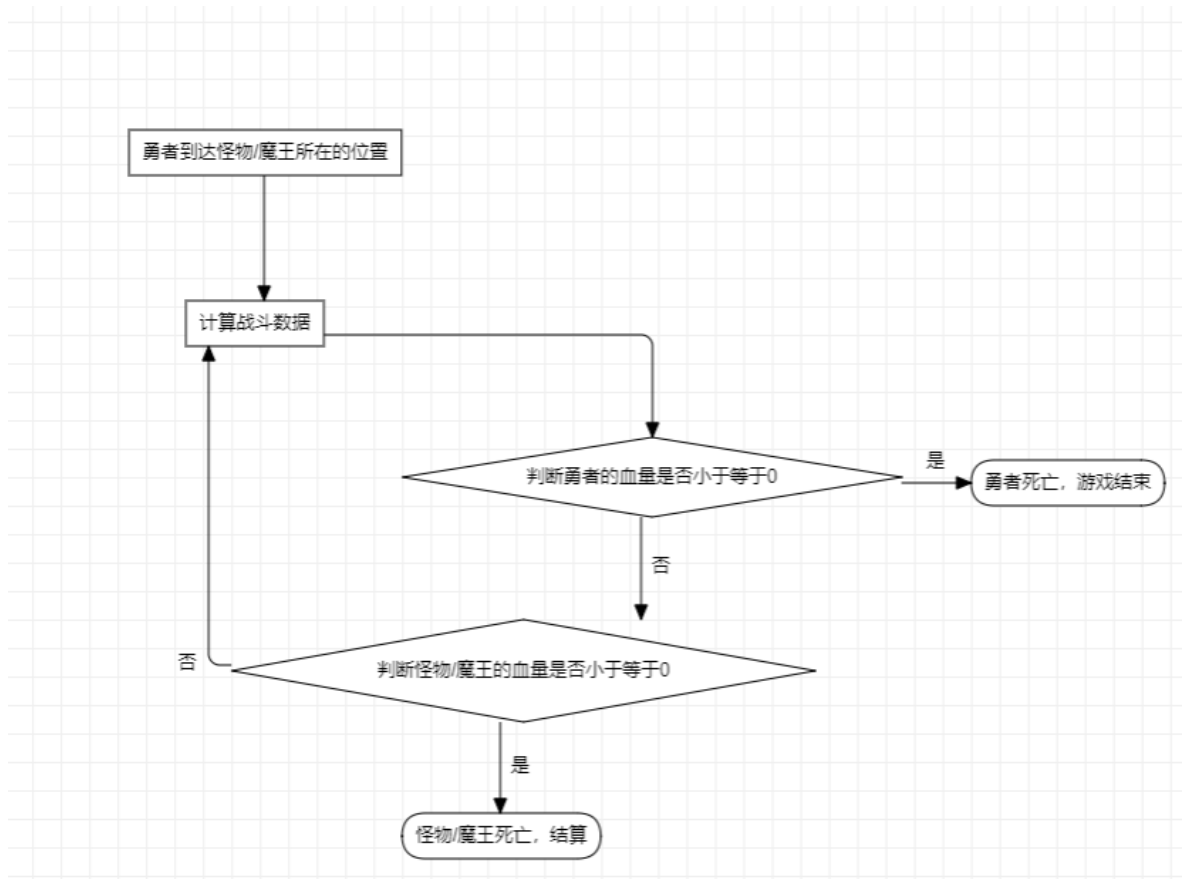 勇者到达怪物/魔王所在的位置
计算战斗数据
判断勇者的血量是否小于等于0
是
勇者死亡，游戏结束
否
判断怪物/魔王的血量是否小于等于0
否
是
怪物/魔王死亡，结算